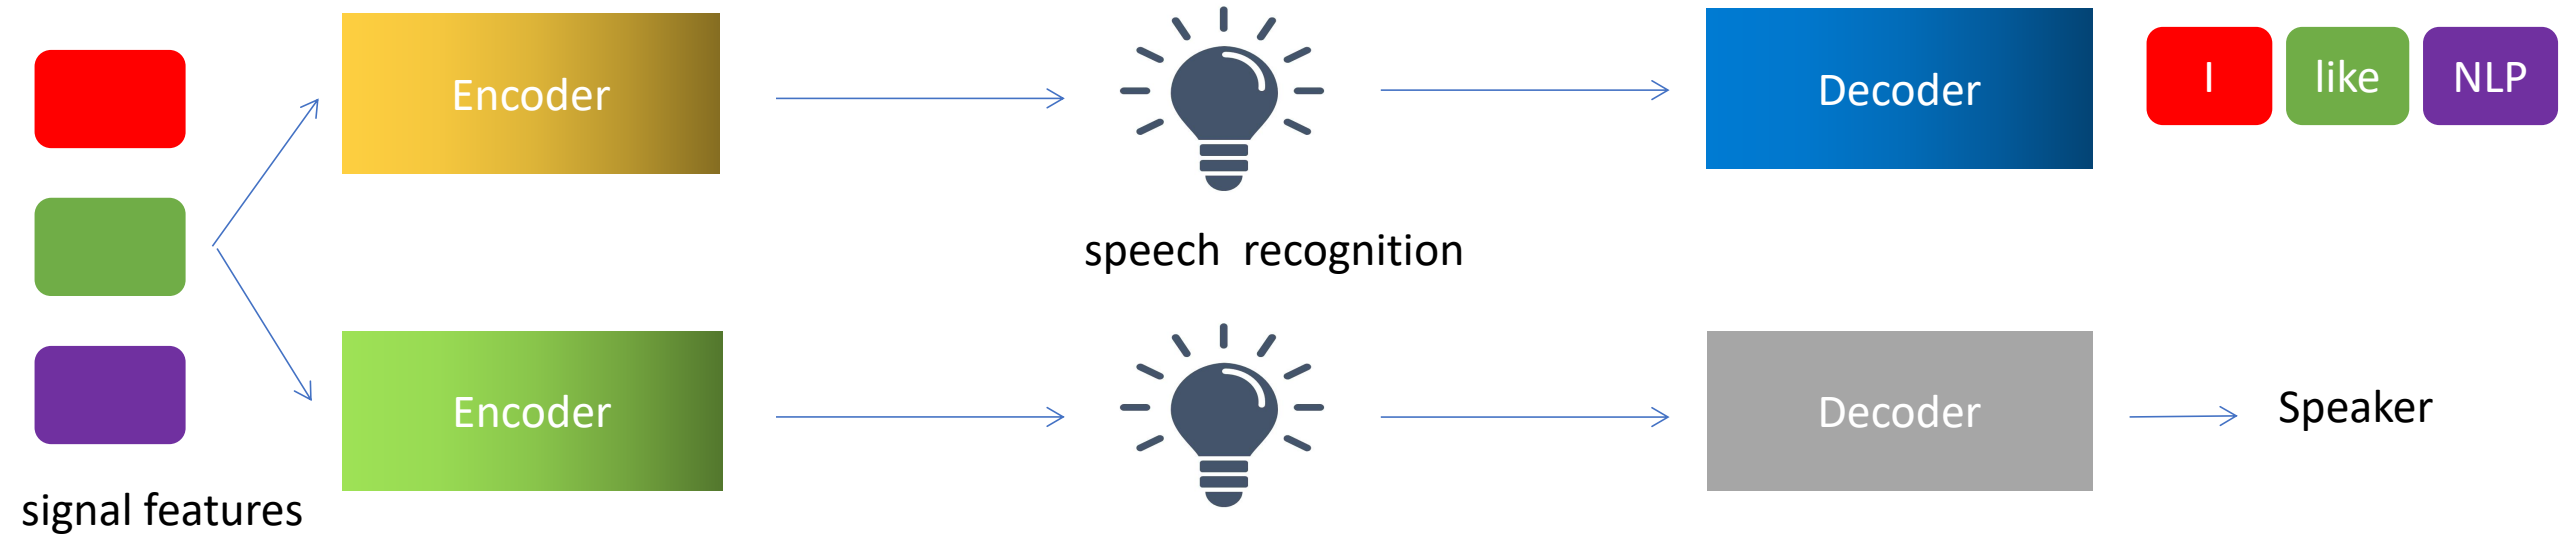 Encoder
Decoder
I like NLP
speech recognition
Encoder
Decoder
Speaker
signal features